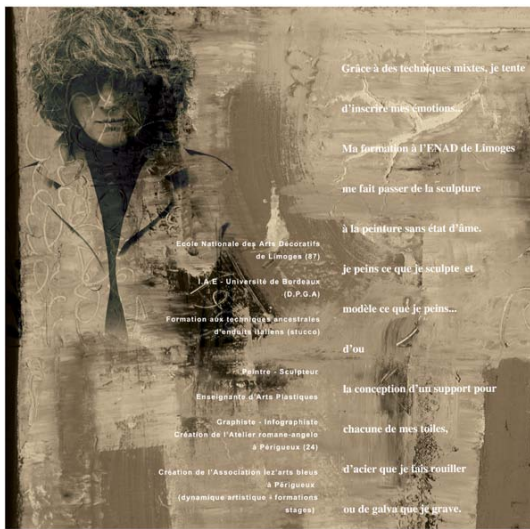 Grâce à des techniques mixtes, je tente
d'inscrire mes émotions...
Ma formation à l'ENAD de Limoges
me fait passer de la sculpture
à la peinture sans état d'âme.
je peins ce que je sculpte et
modèle ce que je peins...
d'ou
la conception d'un support pour
chacune de mes toiles,
d'acier que je fais rouiller
ou de galva que je grave.
Ecole Nationale des Arts Décoratifs
de Limoges (87)
I.A.E - Université de Bordeaux
(D.P.G.A)
Formation aux techniques ancestrales
d'enduits italiens (stucco)
Peintre - Sculpteur
Enseignante d'Arts Plastiques
Graphiste - Infographiste
Création de l'Atelier romane-angelo
à Périgueux (24)
Création de l'Association lez'arts bleus
à Périgueux
(dynamique artistique - formations
stages)